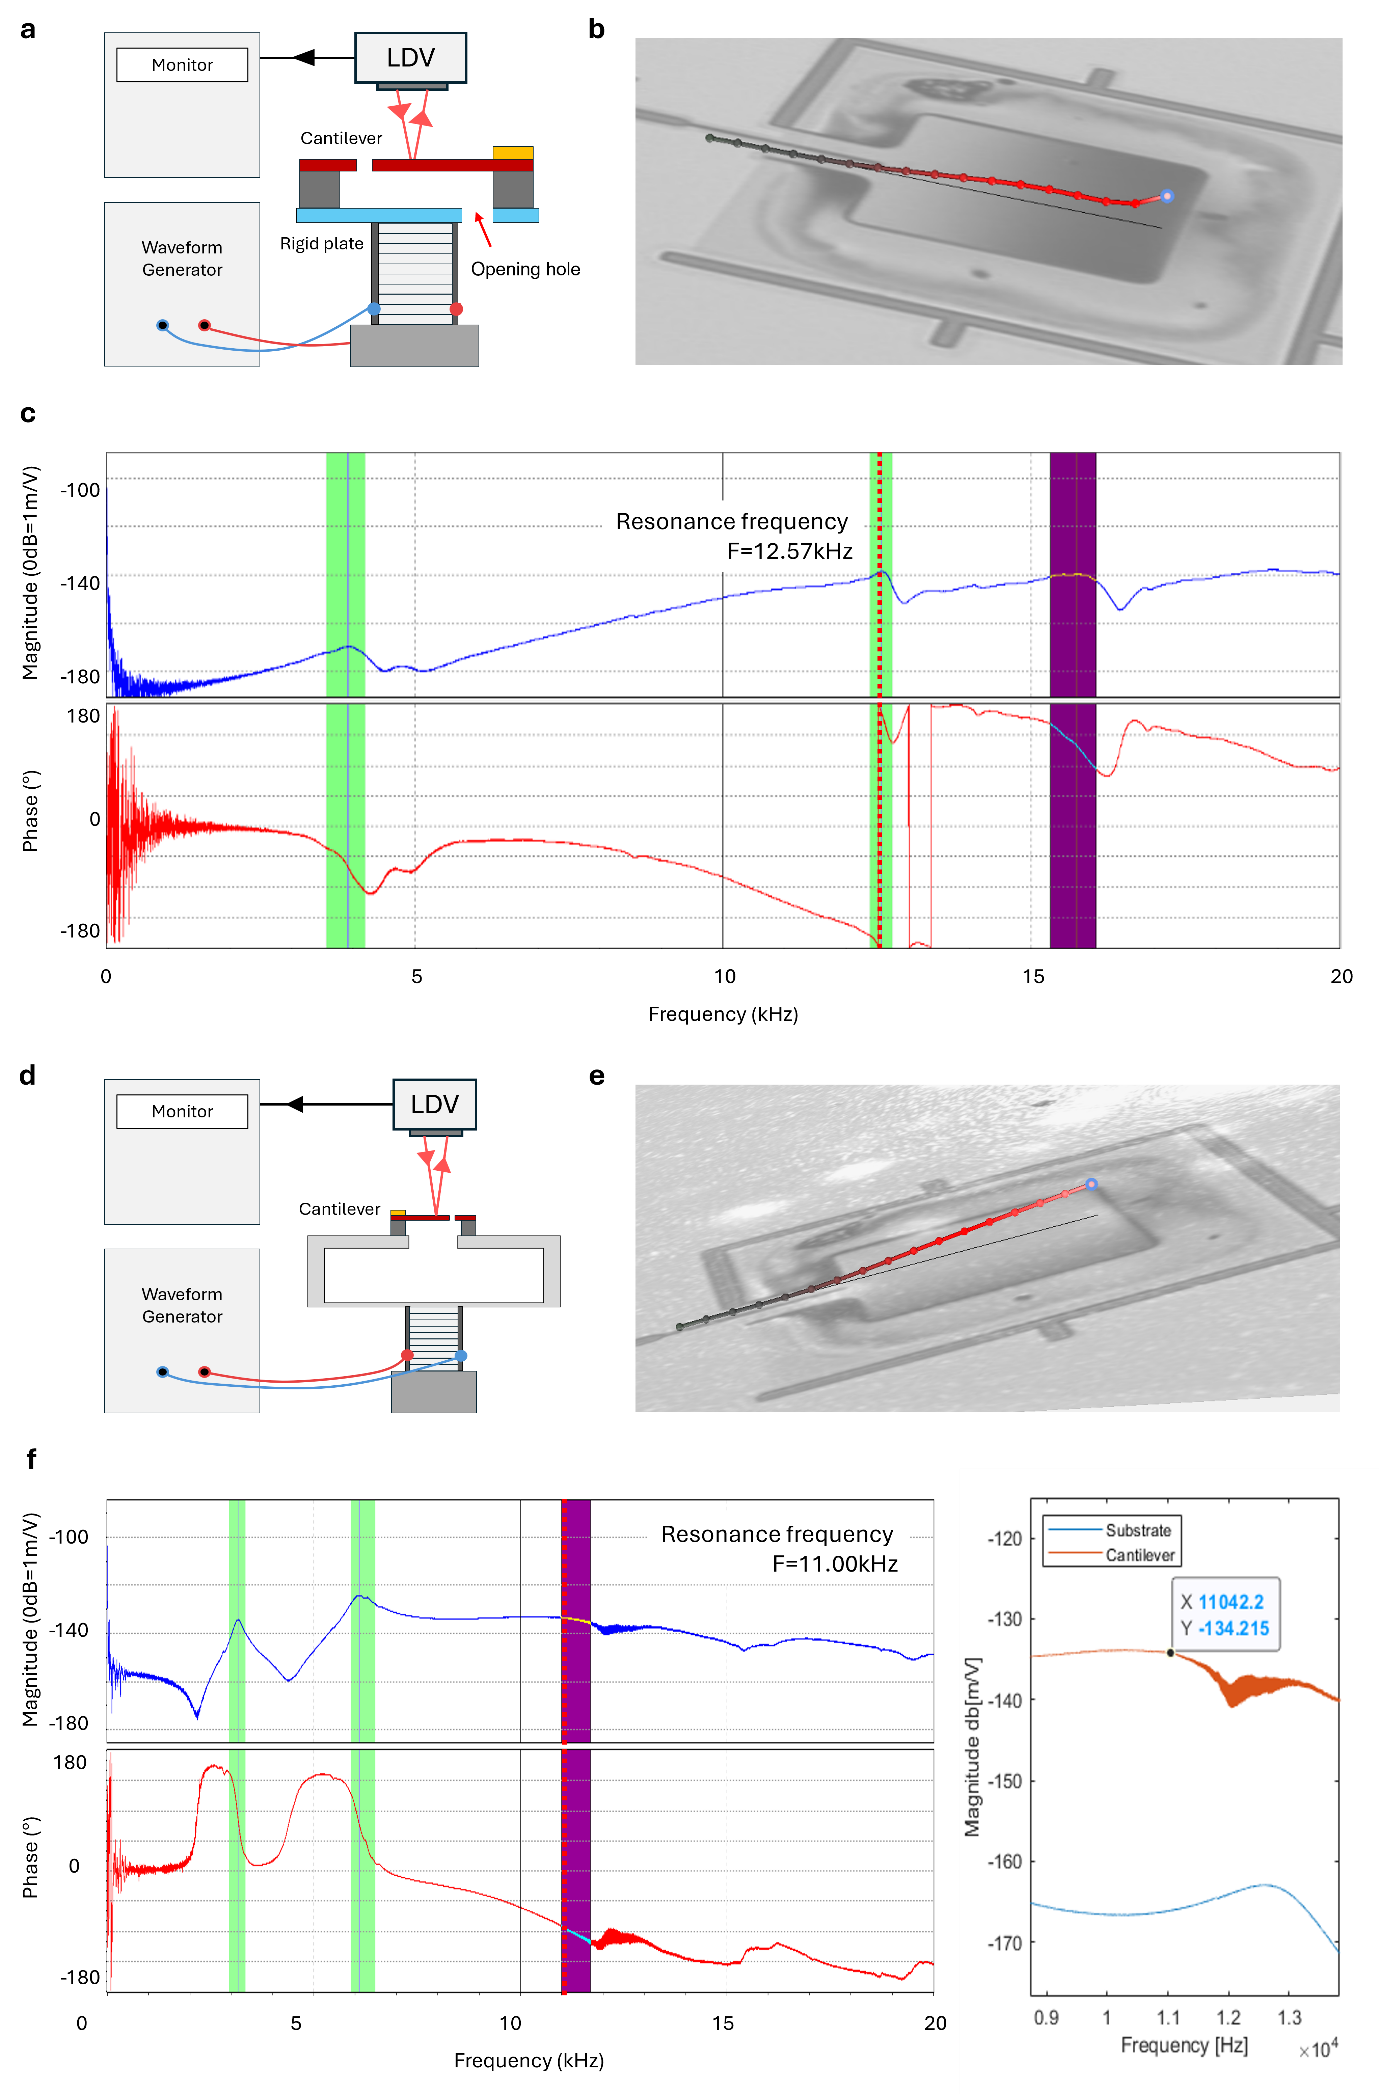 a
Monitor
LDV
Cantilever
Waveform
Generator
Rigid plate
Opening hole
b
c
Magnitude (0dB=1m/V)
-100
-140
-180
Resonance frequency
F=12.57kHz
Phase (°)
180
0
-180
0
5
10
15
20
Frequency (kHz)
d
Monitor
LDV
Cantilever
Waveform
Generator
e
f
Magnitude (0dB=1m/V)
-100
-140
-180
Resonance frequency
F=11.00kHz
Phase (°)
180
0
-180
0
5
10
15
20
Frequency (kHz)
Substrate
Cantilever
X 11042.2
Y -134.215
Magnitude db[m/V]
-120
-130
-140
-150
-160
-170
0.9
1
1.1
1.2
1.3
Frequency [Hz]
×10⁴